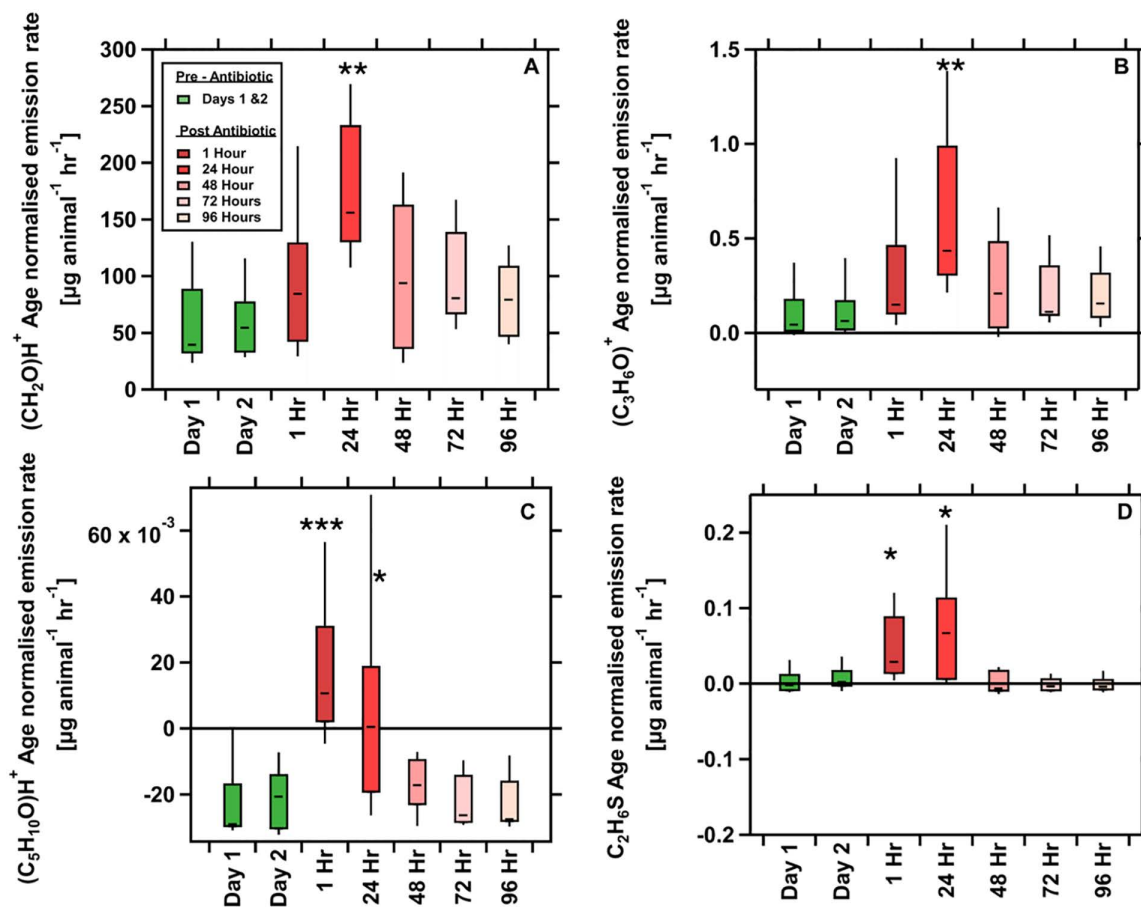 (CH2O)H+ Age normalised emission rate
[µg animal-1 hr-1]
300
250
200
150
100
50
0
A
Pre - Antibiotic
Days 1 &2
Post Antibiotic
1 Hour
24 Hour
48 Hour
72 Hours
96 Hours
**
Day 1
Day 2
1 Hr
24 Hr
48 Hr
72 Hr
96 Hr
(C3H6O)+ Age normalised emission rate
[µg animal-1 hr-1]
1.5
1.0
0.5
0.0
B
**
Day 1
Day 2
1 Hr
24 Hr
48 Hr
72 Hr
96 Hr
(C5H10O)H+ Age normalised emission rate
[µg animal-1 hr-1]
60 x 10-3
40
20
0
-20
C
***
*
Day 1
Day 2
1 Hr
24 Hr
48 Hr
72 Hr
96 Hr
C2H6S Age normalised emission rate
[µg animal-1 hr-1]
0.2
0.1
0.0
-0.1
-0.2
D
*
*
Day 1
Day 2
1 Hr
24 Hr
48 Hr
72 Hr
96 Hr